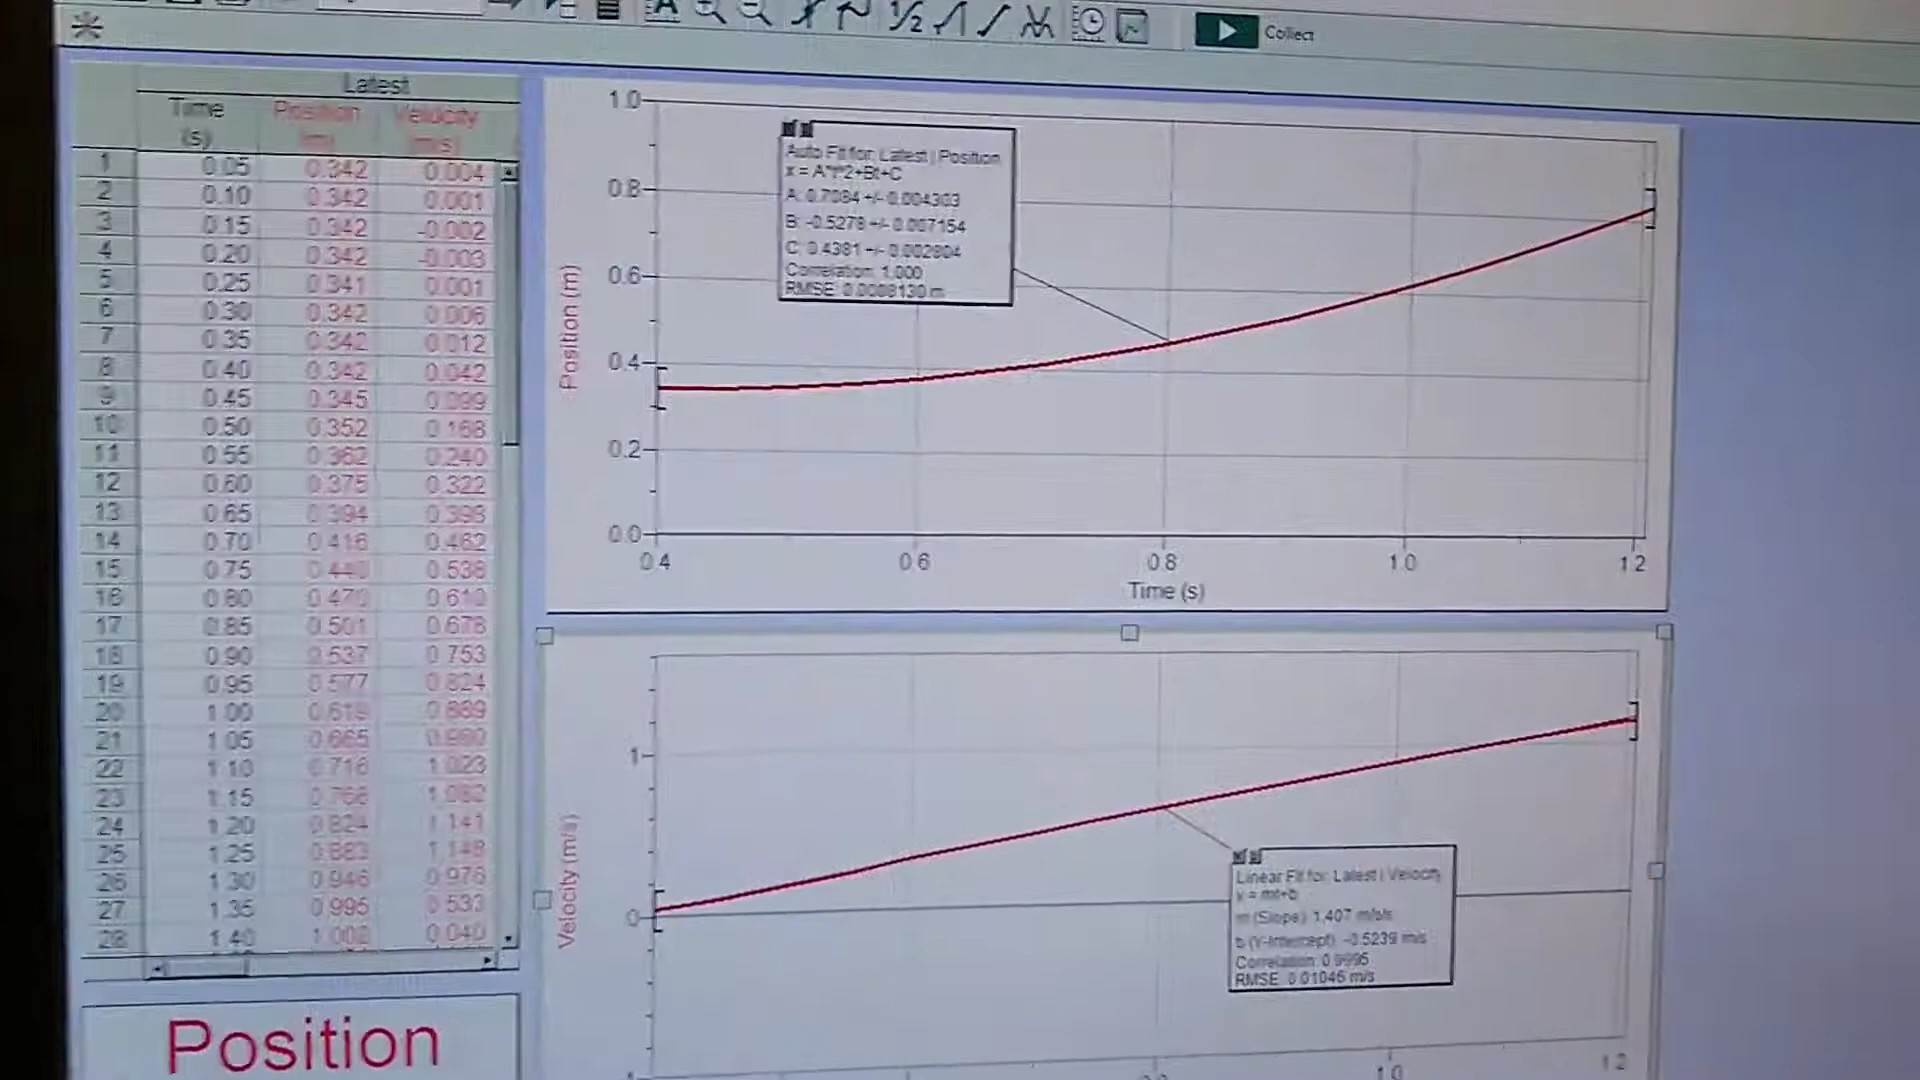 Collect
Latest
Time Position Velocity
(s) (m) (m/s)
1 0.05 0.342 0.004
2 0.10 0.342 0.001
3 0.15 0.342 -0.002
4 0.20 0.342 -0.003
5 0.25 0.341 0.001
6 0.30 0.342 0.006
7 0.35 0.342 0.012
8 0.40 0.342 0.042
9 0.45 0.345 0.099
10 0.50 0.352 0.168
11 0.55 0.362 0.240
12 0.60 0.375 0.322
13 0.65 0.394 0.398
14 0.70 0.416 0.462
15 0.75 0.538
16 0.80 0.470 0.610
17 0.85 0.501 0.678
18 0.90 0.537 0.753
19 0.95 0.577 0.824
20 1.00 0.619 0.889
21 1.05 0.665
22 1.10 0.716 1.023
23 1.15 0.768 1.082
24 1.20 0.824 1.141
25 1.25 0.883 1.148
26 1.30 0.946 0.976
27 1.35 0.995 0.533
28 1.40 1.002 0.040
Position
1.0
0.8
0.6
0.4
0.2
0.0
Position (m)
Auto Fit for: Latest | Position
x = A*t^2+Bt+C
A: 0.7084 +/- 0.004303
B: -0.5278 +/- 0.007154
C: 0.4381 +/- 0.002804
Correlation: 1.000
RMSE: 0.0008130 m
0.4 0.6 0.8 1.0 1.2
Time (s)
Velocity (m/s)
1
0
Linear Fit for: Latest | Velocity
v = mt+b
m (Slope): 1.407 m/s/s
b (Y-Intercept): -0.5239 m/s
Correlation: 0.9995
RMSE: 0.01046 m/s
1.0 1.2